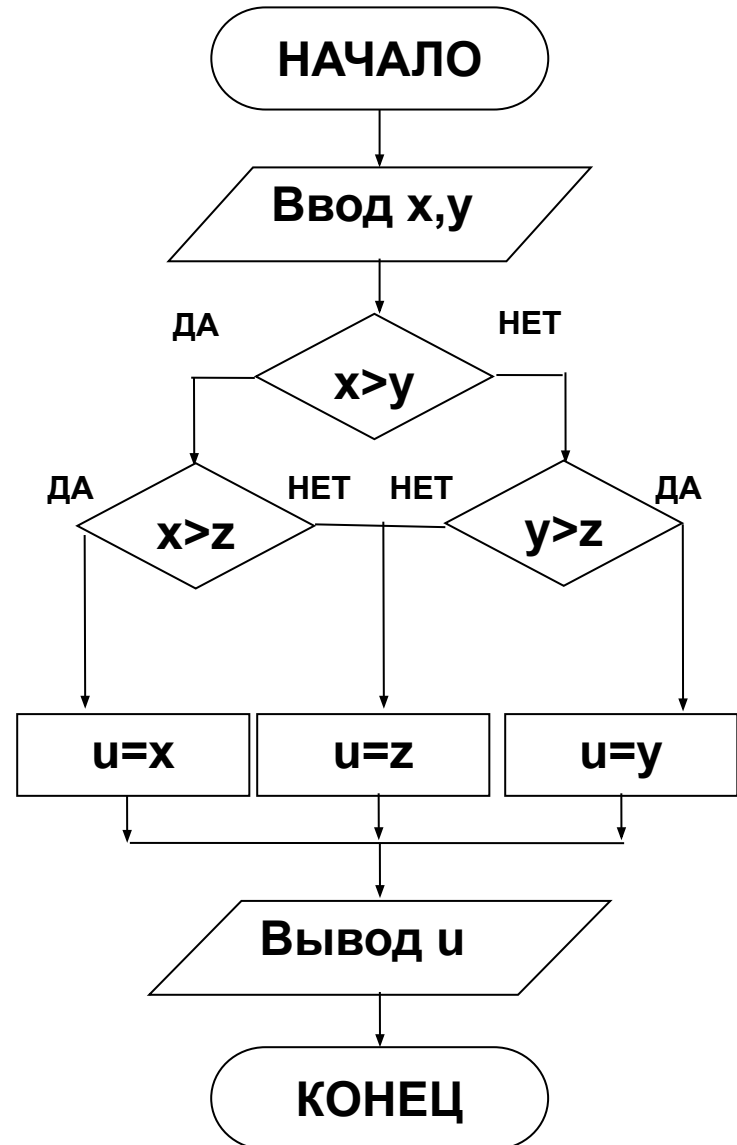 НАЧАЛО
Ввод x,y
ДА
НЕТ
x>y
ДА
НЕТ
НЕТ
ДА
x>z
y>z
u=x
u=z
u=y
Вывод u
КОНЕЦ